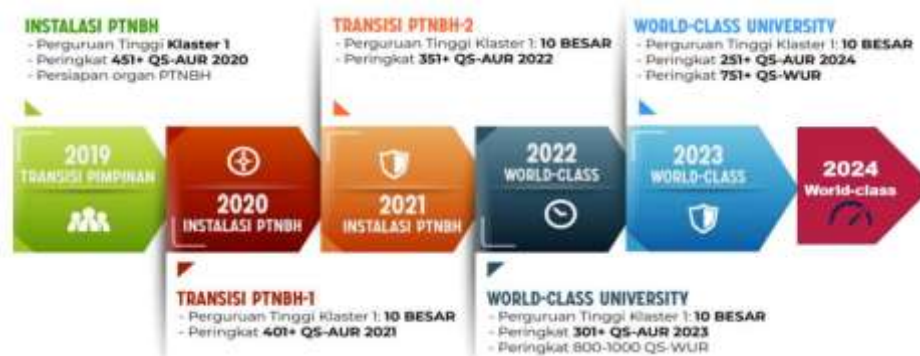 INSTALASI PTNBH
- Perguruan Tinggi Klaster 1
- Peringkat 451+ QS-AUR 2020
- Persiapan organ PTNBH
TRANSISI PTNBH-2
- Perguruan Tinggi Klaster 1: 10 BESAR
- Peringkat 351+ QS-AUR 2022
WORLD-CLASS UNIVERSITY
- Perguruan Tinggi Klaster 1: 10 BESAR
- Peringkat 251+ QS-AUR 2024
- Peringkat 751+ QS-WUR
2019
TRANSISI PIMPINAN
2020
INSTALASI PTNBH
2021
INSTALASI PTNBH
2022
WORLD-CLASS
2023
WORLD-CLASS
2024
World-class
TRANSISI PTNBH-1
- Perguruan Tinggi Klaster 1: 10 BESAR
- Peringkat 401+ QS-AUR 2021
WORLD-CLASS UNIVERSITY
- Perguruan Tinggi Klaster 1: 10 BESAR
- Peringkat 301+ QS-AUR 2023
- Peringkat 800-1000 QS-WUR